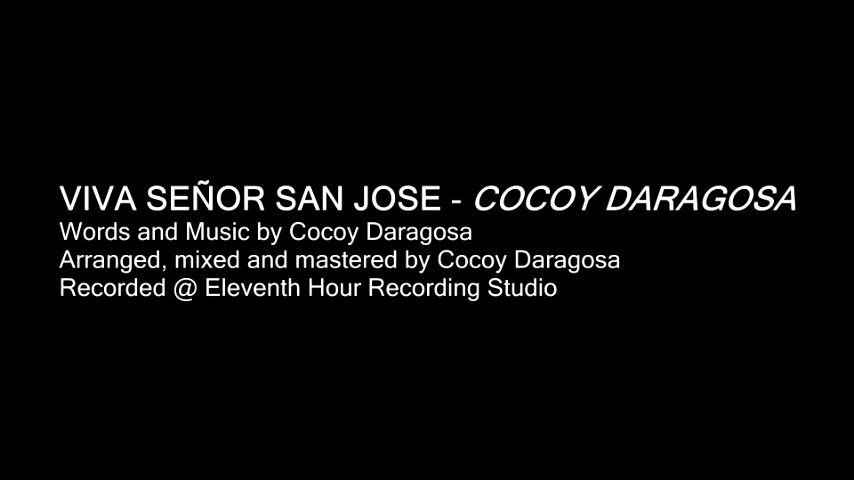 VIVA SEÑOR SAN JOSE - COCOY DARAGOSA
Words and Music by Cocoy Daragosa
Arranged, mixed and mastered by Cocoy Daragosa
Recorded @ Eleventh Hour Recording Studio